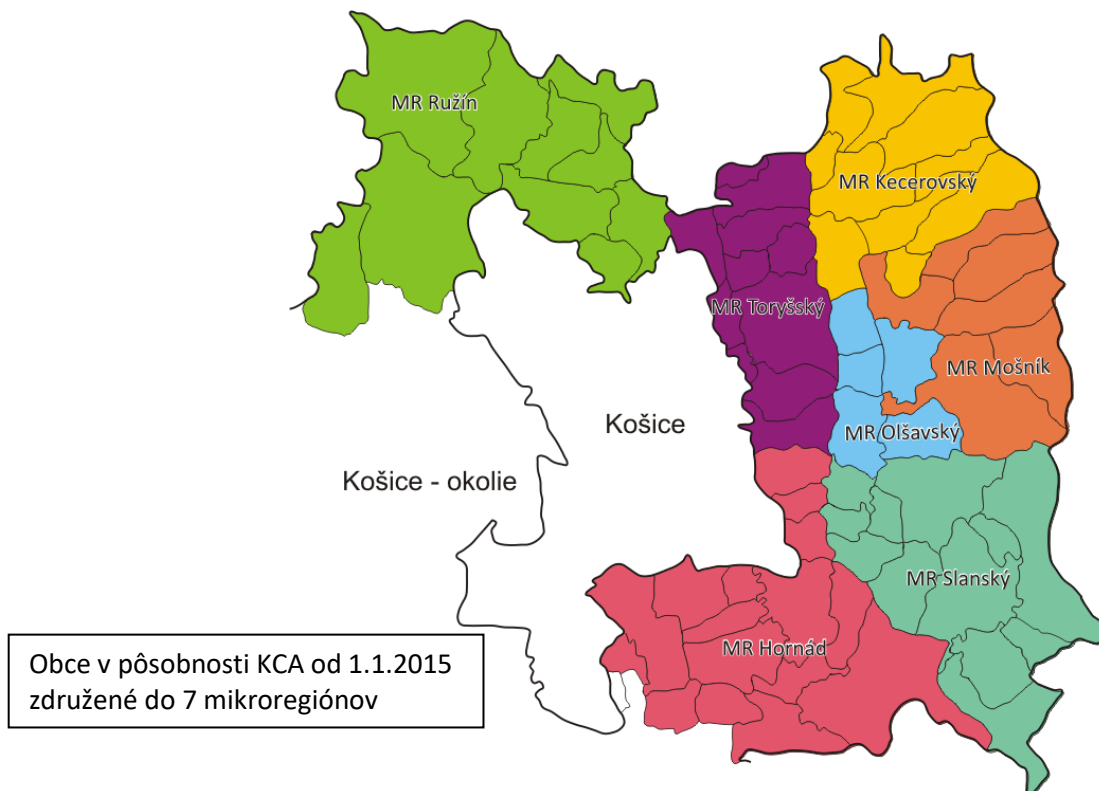 MR Ružín
MR Kecerovský
MR Toryšský
MR Mošník
Košice
MR Olšavský
Košice - okolie
MR Slanský
MR Hornád
Obce v pôsobnosti KCA od 1.1.2015
združené do 7 mikroregiónov